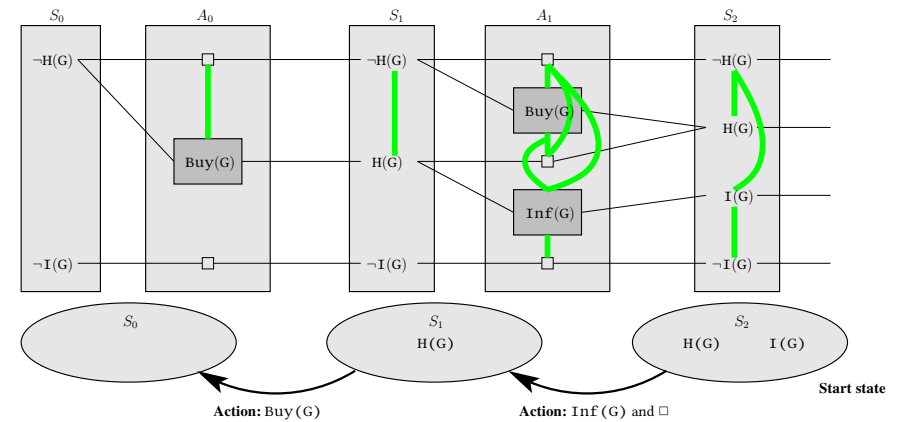 S₀ A₀ S₁ A₁ S₂
¬H(G) ¬H(G) ¬H(G)
Buy(G)
H(G)
Buy(G) H(G)
Inf(G) I(G)
¬I(G) ¬I(G) ¬I(G)
S₀ S₁ S₂
H(G) H(G) I(G)
Start state
Action: Buy(G) Action: Inf(G) and □